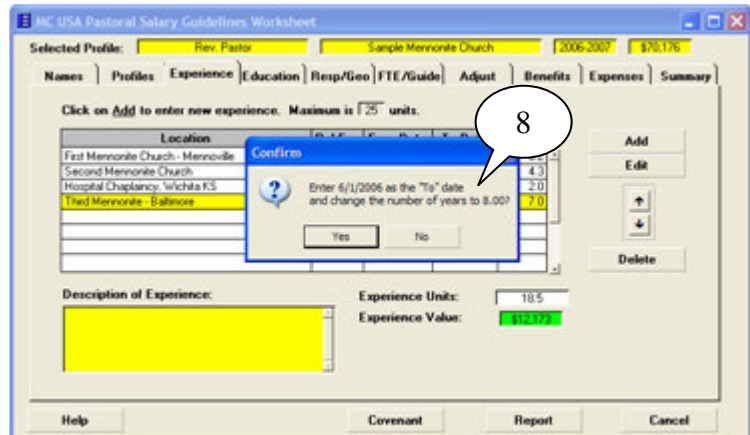 MC USA Pastoral Salary Guidelines Worksheet
Selected Profile: Rev. Pastor Sample Mennonite Church 2006-2007 $70,176
Names Profiles Experience Education Resp/Geo FTE/Guide Adjust Benefits Expenses Summary
Click on Add to enter new experience. Maximum is 25 units.
8
Location
Add
First Mennonite Church - Mennoville
Second Mennonite Church 4.3
Edit
Hospital Chaplaincy, Wichita KS 2.0
Third Mennonite - Baltimore 7.0
Confirm
Enter 6/1/2006 as the "To" date
and change the number of years to 8.00?
Yes No
Delete
Description of Experience:
Experience Units: 18.5
Experience Value: $12,173
Help Covenant Report Cancel